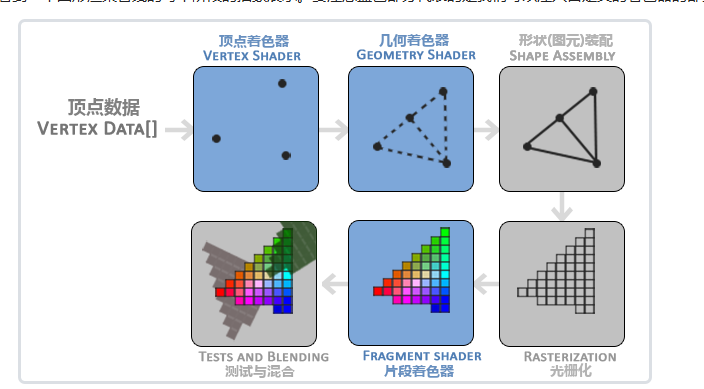 顶点着色器
VERTEX SHADER
几何着色器
GEOMETRY SHADER
形状(图元)装配
SHAPE ASSEMBLY
顶点数据
VERTEX DATA[]
TESTS AND BLENDING
测试与混合
FRAGMENT SHADER
片段着色器
RASTERIZATION
光栅化